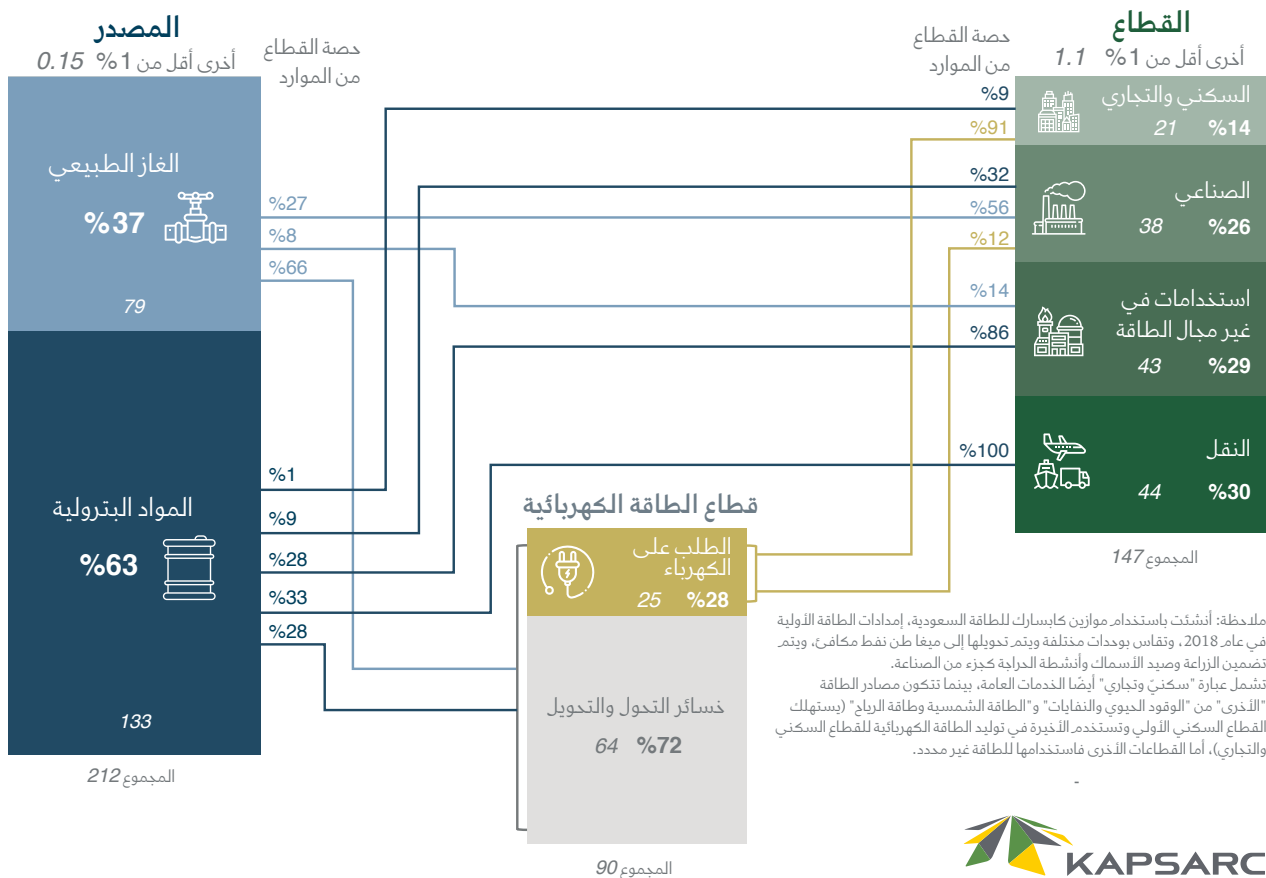 القطاع
أخرى أقل من 1% 1.1
حصة القطاع
من الموارد
السكني والتجاري
%14 21
%9
%91
الصناعي
%26 38
%32
%56
%12
استخدامات في
غير مجال الطاقة
%29 43
%14
%86
النقل
%30 44
%100
المجموع 147
المصدر
أخرى أقل من 1% 0.15
حصة القطاع
من الموارد
الغاز الطبيعي
%37
79
%27
%8
%66
المواد البترولية
%63
133
%1
%9
%28
%33
%28
المجموع 212
قطاع الطاقة الكهربائية
الطلب على
الكهرباء
%28 25
خسائر التحول والتحويل
%72 64
المجموع 90
ملاحظة: أنشئت باستخدام موازين كابسارك للطاقة السعودية، إمدادات الطاقة الأولية
في عام 2018، وتقاس بوحدات مختلفة ويتم تحويلها إلى ميغا طن نفط مكافئ، ويتم
تضمين الزراعة وصيد الأسماك وأنشطة الحراجة كجزء من الصناعة.
تشمل عبارة "سكنيّ وتجاري" أيضًا الخدمات العامة، بينما تتكون مصادر الطاقة
"الأخرى" من "الوقود الحيوي والنفايات" و"الطاقة الشمسية وطاقة الرياح" (يستهلك
القطاع السكني الأولي وتستخدم الأخيرة في توليد الطاقة الكهربائية للقطاع السكني
والتجاري)، أما القطاعات الأخرى فاستخدامها للطاقة غير محدد.
-
KAPSARC